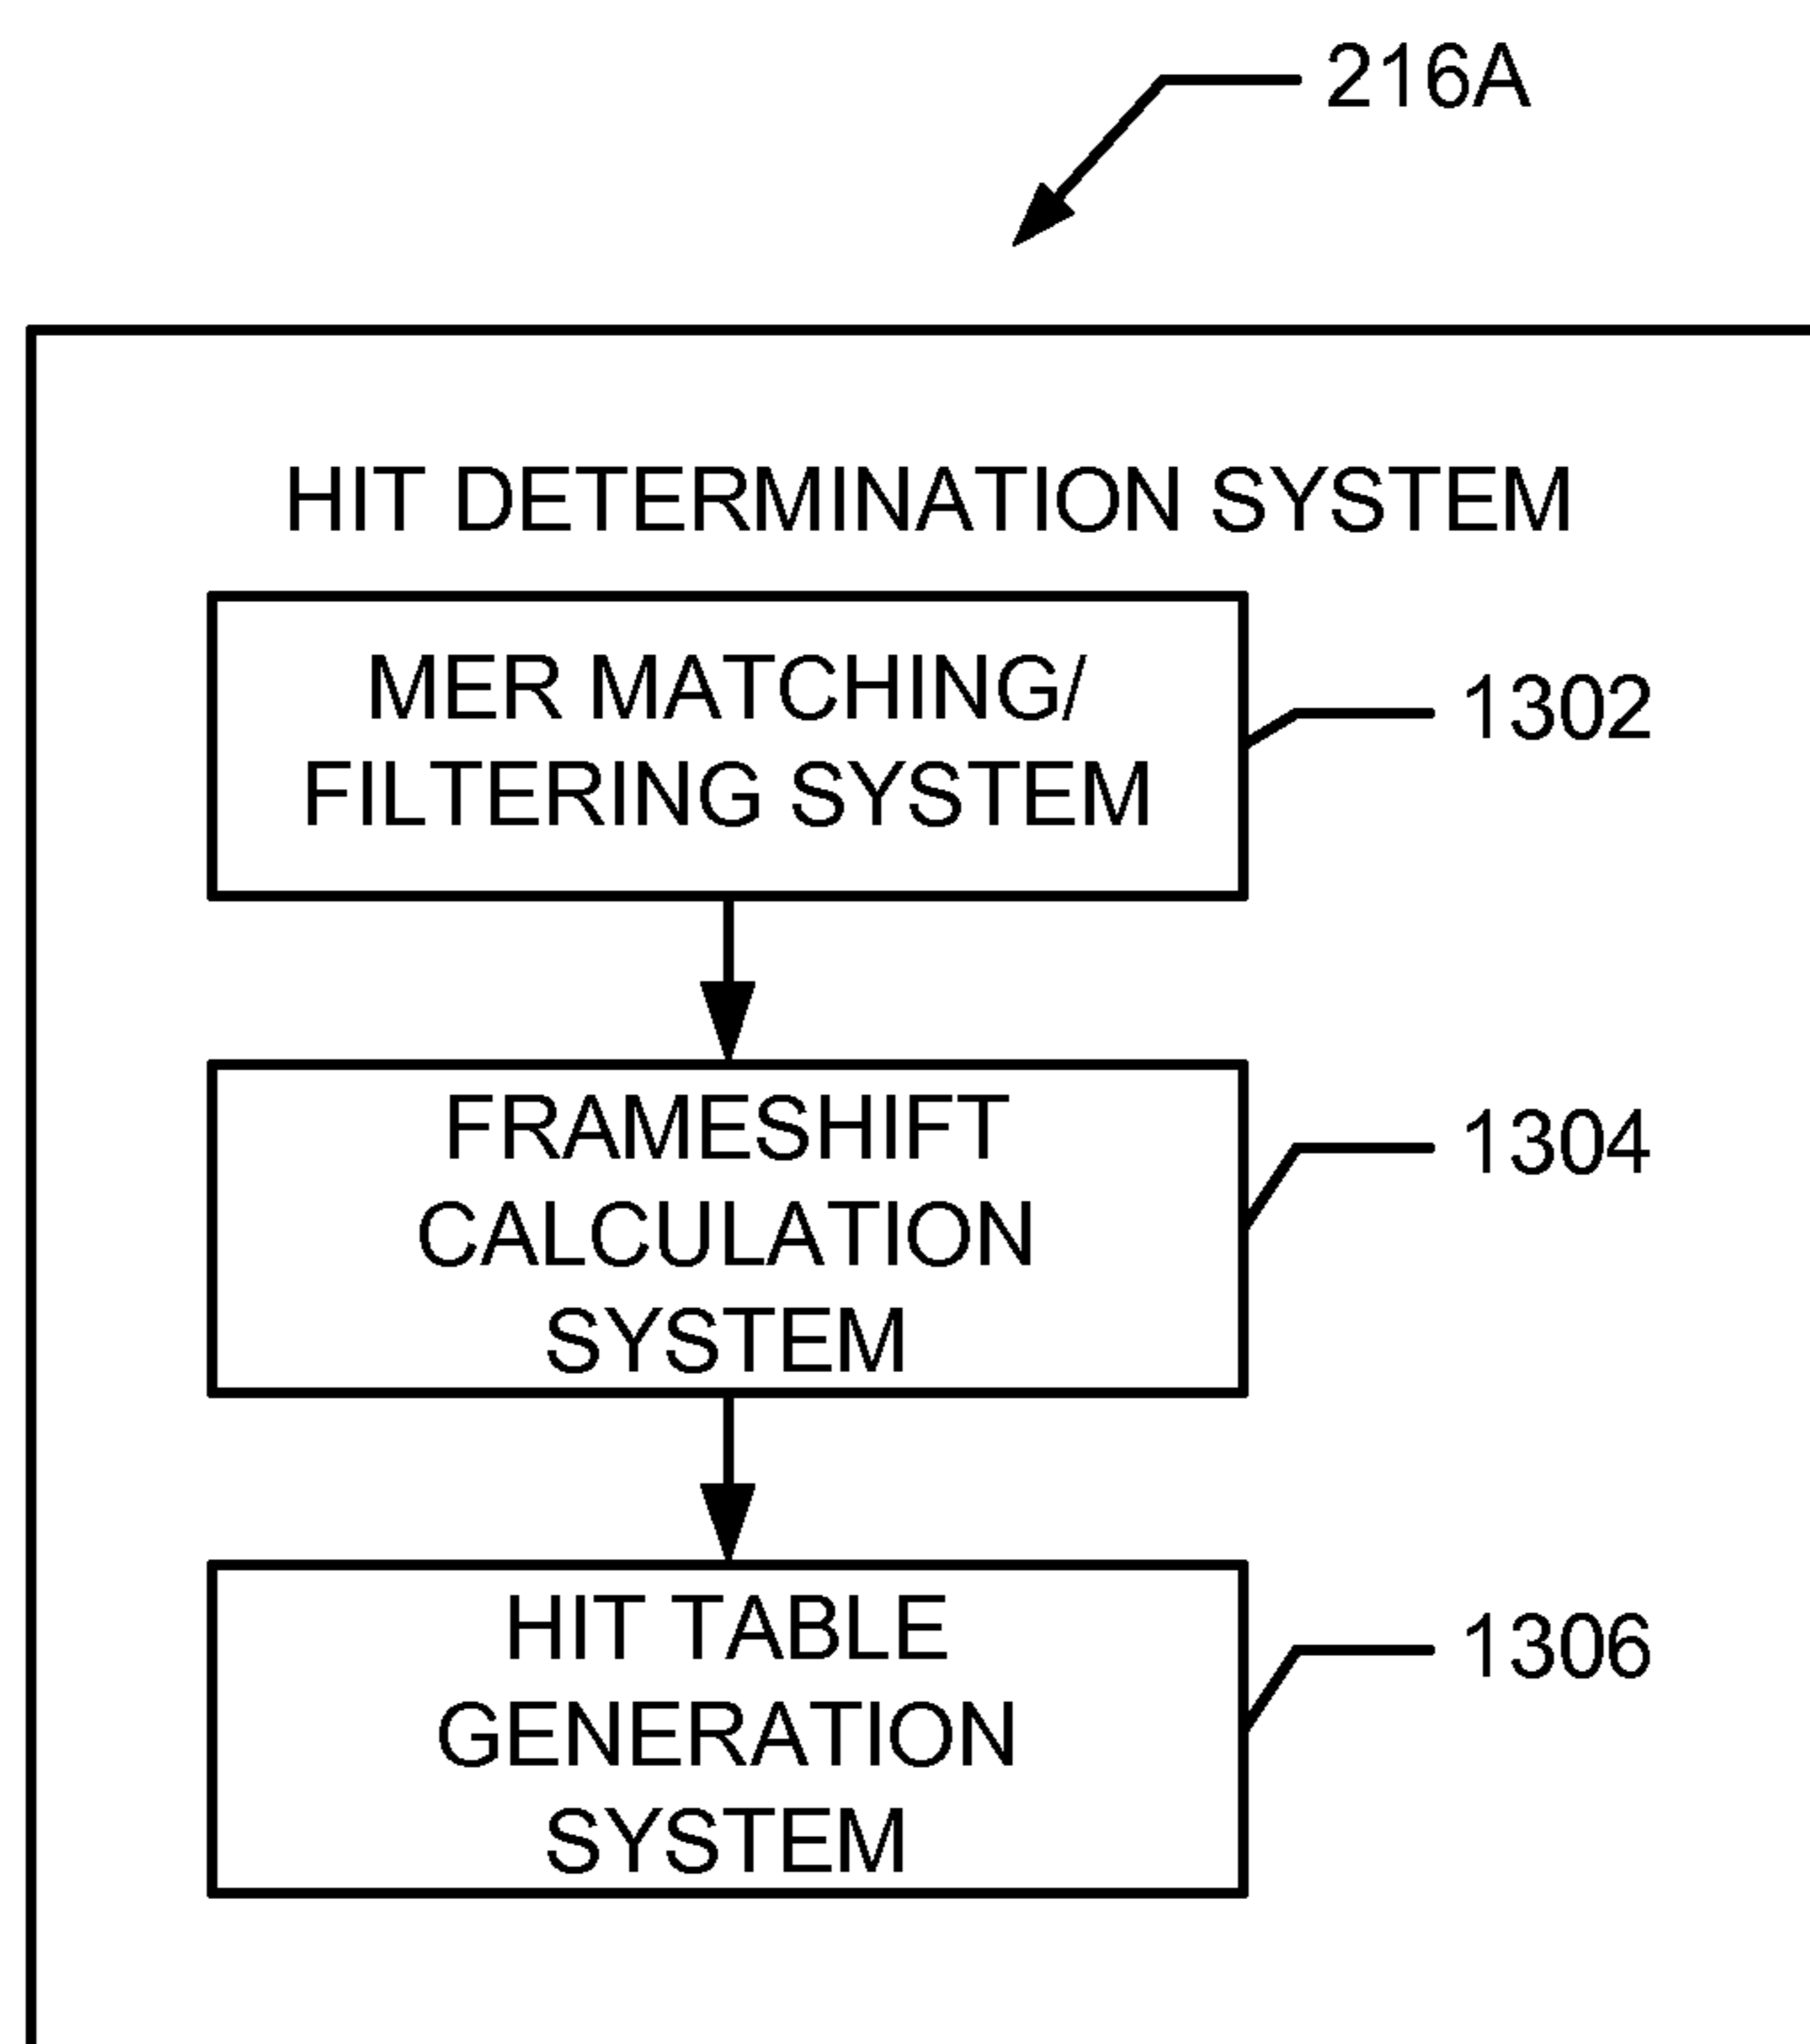 216A
HIT DETERMINATION SYSTEM
MER MATCHING/
FILTERING SYSTEM
1302
FRAMESHIFT
CALCULATION
SYSTEM
1304
HIT TABLE
GENERATION
SYSTEM
1306